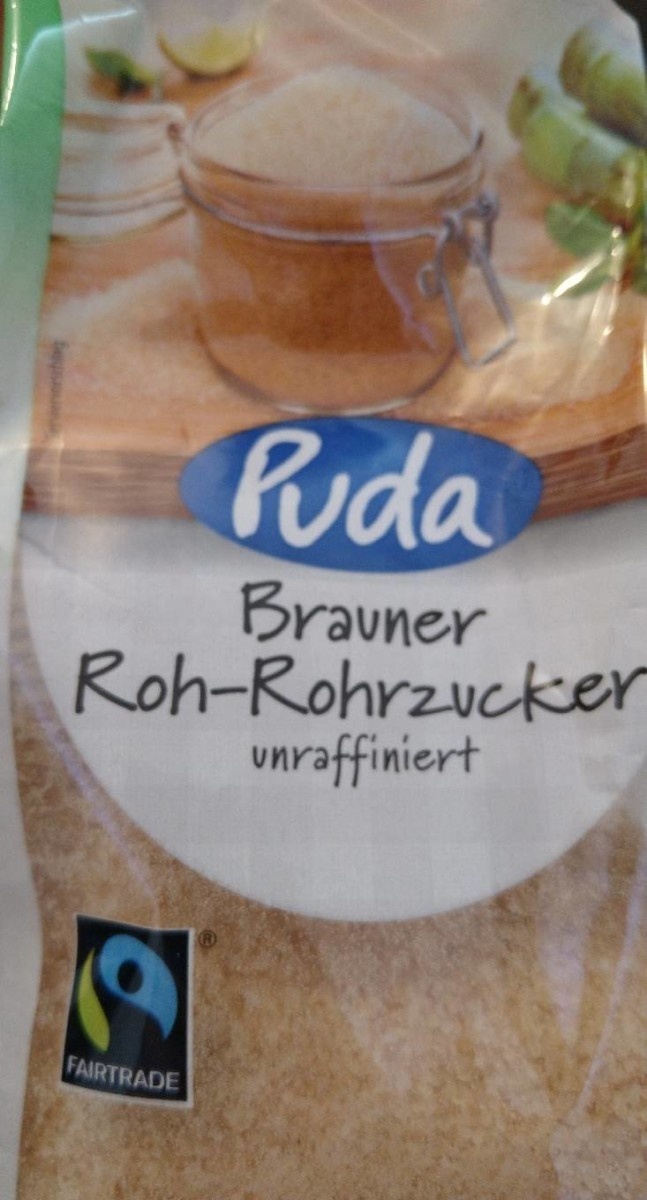 Puda
Brauner
Roh-Rohrzucker
unraffiniert
®
FAIRTRADE